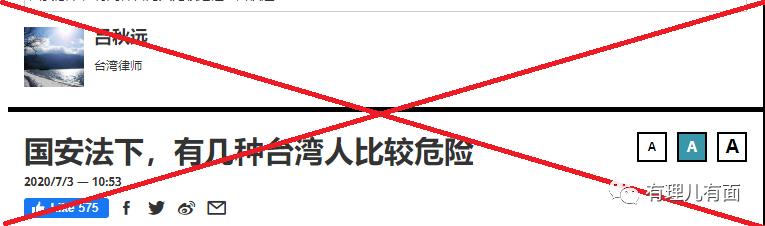 吕秋远
台湾律师
国安法下，有几种台湾人比较危险
A
A
A
2020/7/3 — 10:53
Like 575
有理儿有面